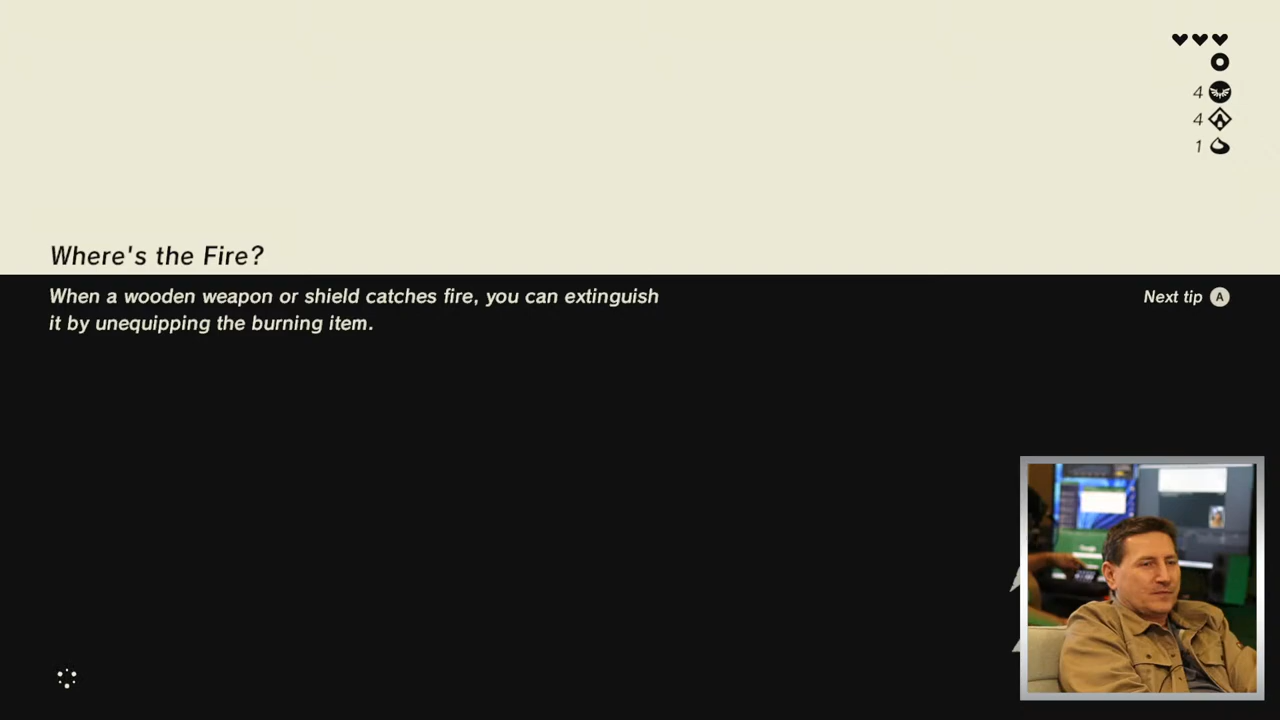 4
4
1
Where's the Fire?
When a wooden weapon or shield catches fire, you can extinguish
it by unequipping the burning item.
Next tip A